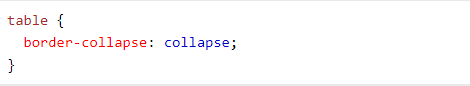 table {
  border-collapse: collapse;
}